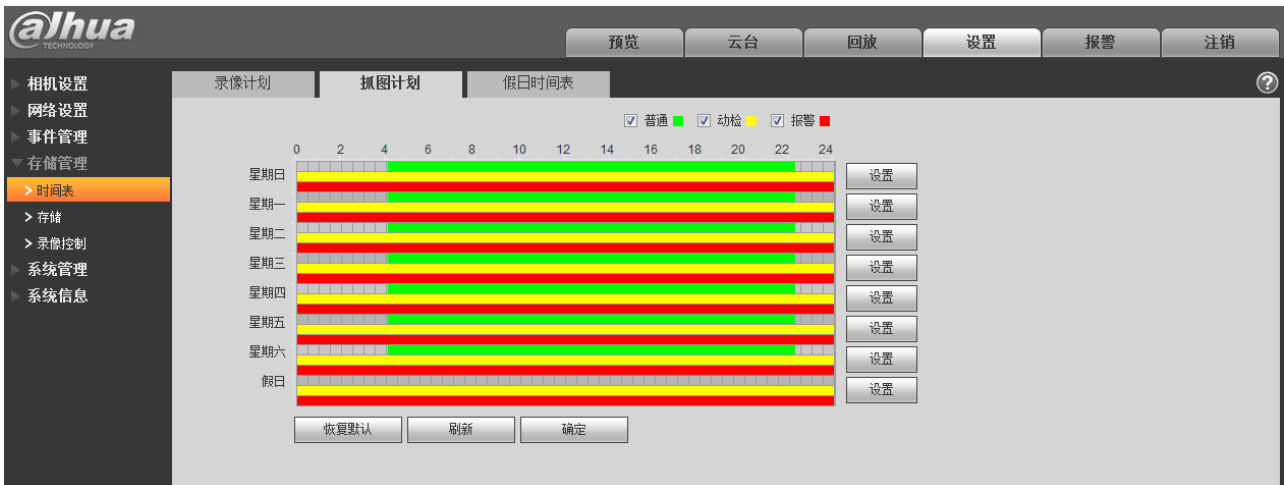 alhua
TECHNOLOGY
预览 云台 回放 设置 报警 注销
相机设置
网络设置
事件管理
存储管理
> 时间表
> 存储
> 录像控制
系统管理
系统信息
录像计划 抓图计划 假日时间表 ?
普通 动检 报警
0 2 4 6 8 10 12 14 16 18 20 22 24
星期日 设置
星期一 设置
星期二 设置
星期三 设置
星期四 设置
星期五 设置
星期六 设置
假日 设置
恢复默认 刷新 确定